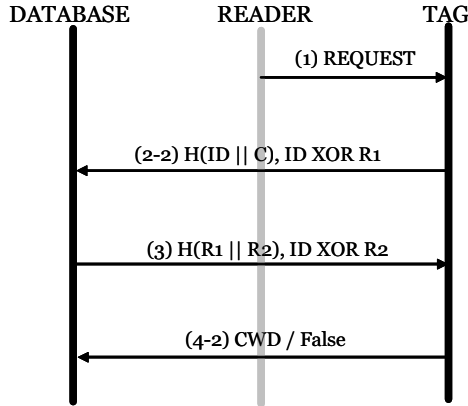 DATABASE READER TAG
(1) REQUEST
(2-2) H(ID || C), ID XOR R1
(3) H(R1 || R2), ID XOR R2
(4-2) CWD / False